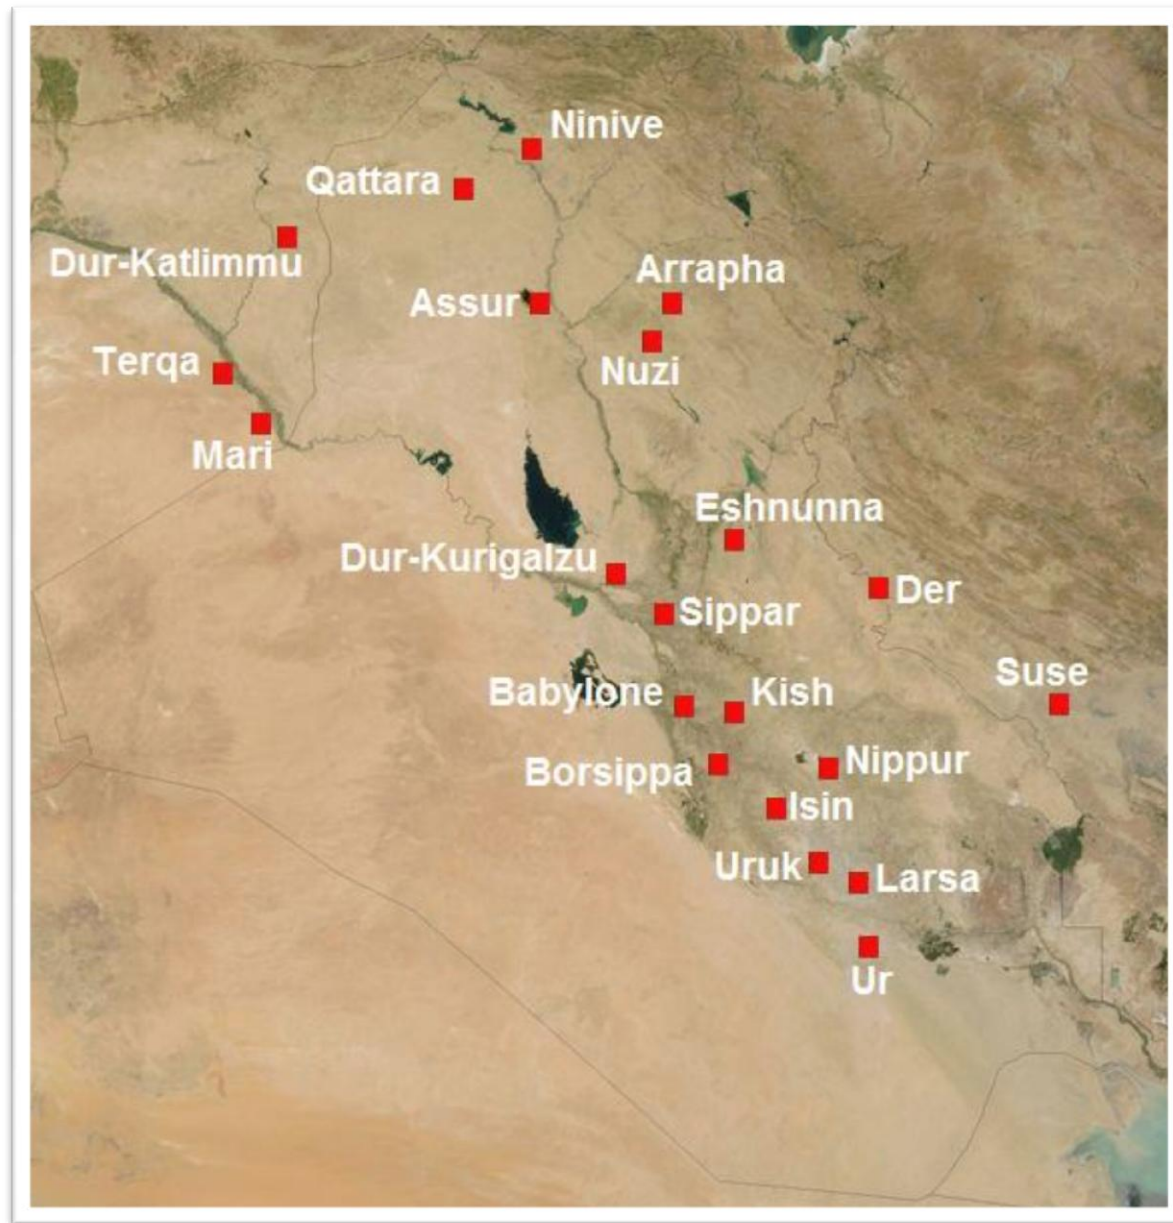 Ninive
Qattara
Dur-Katlimmu
Arrapha
Assur
Terqa
Nuzi
Mari
Eshnunna
Dur-Kurigalzu
Der
Sippar
Suse
Babylone
Kish
Borsippa
Nippur
Isin
Uruk
Larsa
Ur